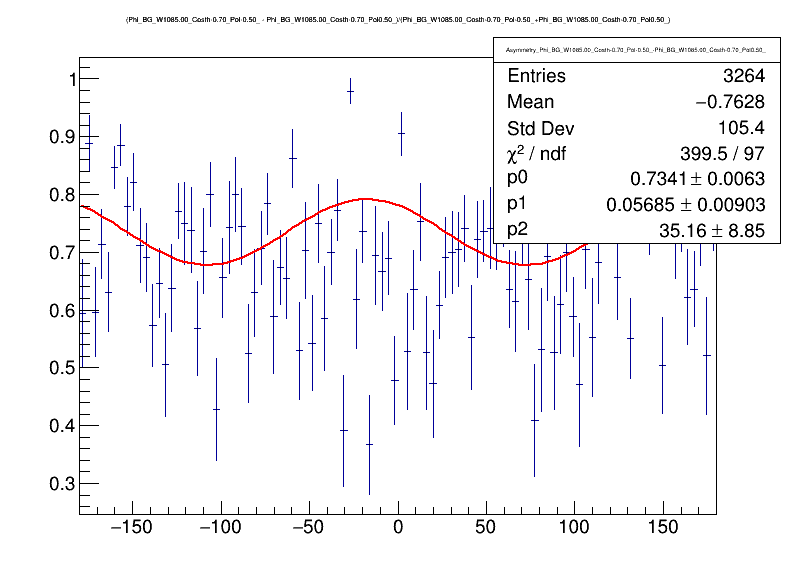 (Phi_BG_W1085.00_Costh-0.70_Pol-0.50_ - Phi_BG_W1085.00_Costh-0.70_Pol0.50_)/(Phi_BG_W1085.00_Costh-0.70_Pol-0.50_+Phi_BG_W1085.00_Costh-0.70_Pol0.50_)
Asymmetry_Phi_BG_W1085.00_Costh-0.70_Pol-0.50_-Phi_BG_W1085.00_Costh-0.70_Pol0.50_
Entries 3264
Mean −0.7628
Std Dev 105.4
χ² / ndf 399.5 / 97
p0 0.7341 ± 0.0063
p1 0.05685 ± 0.00903
p2 35.16 ± 8.85
1
0.9
0.8
0.7
0.6
0.5
0.4
0.3
−150 −100 −50 0 50 100 150